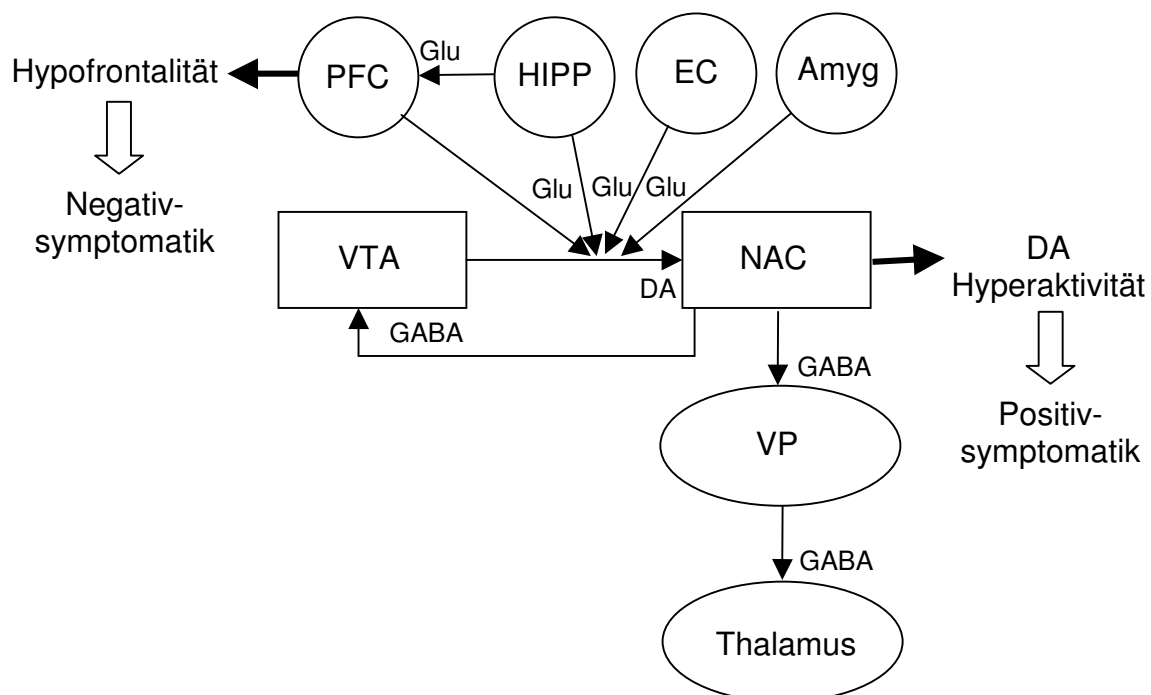 Hypofrontalität
PFC
Glu
HIPP
EC
Amyg
Negativ-
symptomatik
Glu
Glu
Glu
VTA
DA
NAC
DA
Hyperaktivität
GABA
GABA
Positiv-
symptomatik
VP
GABA
Thalamus